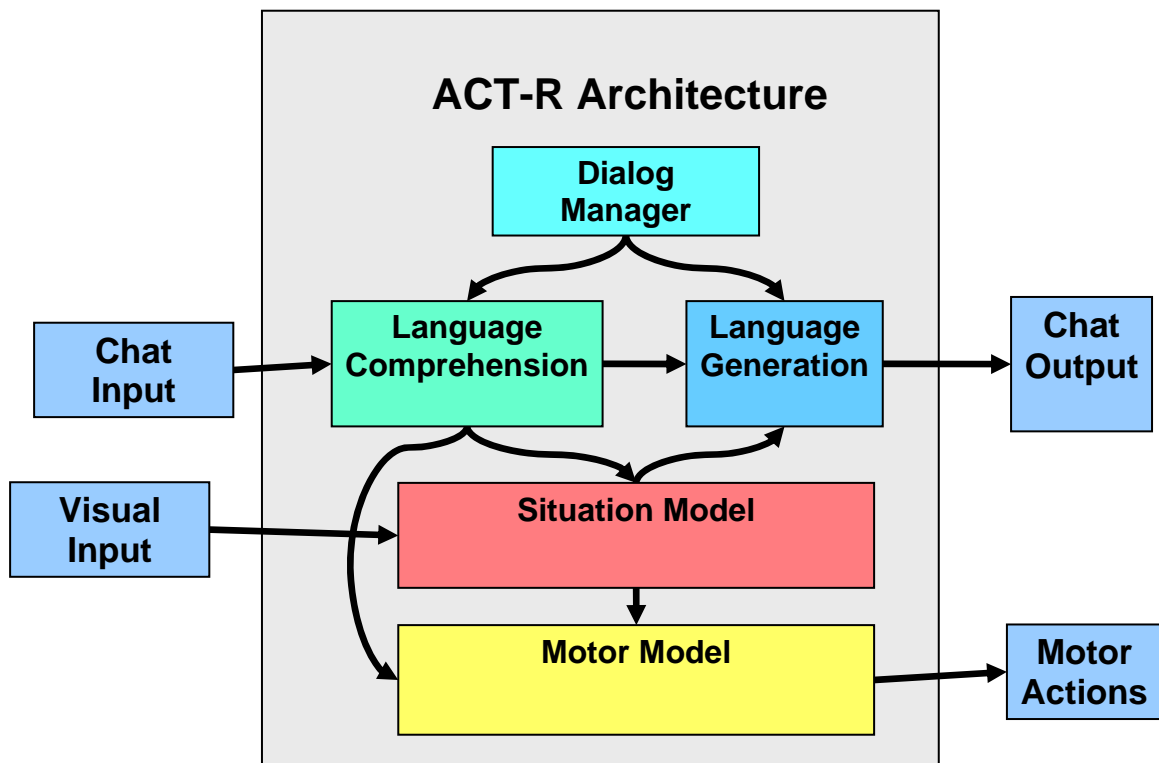 ACT-R Architecture
Dialog
Manager
Language
Comprehension
Language
Generation
Chat
Input
Chat
Output
Visual
Input
Situation Model
Motor Model
Motor
Actions